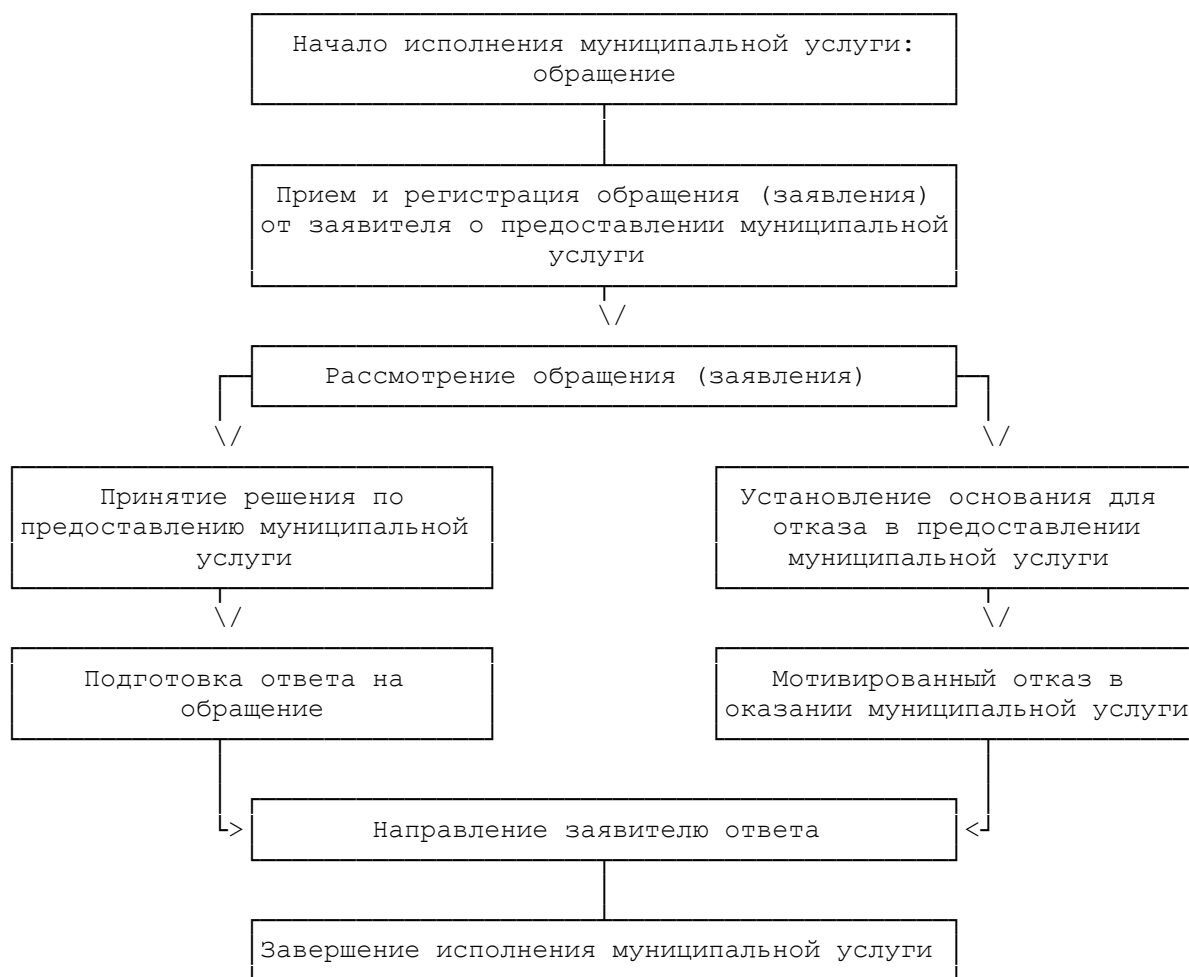 Начало исполнения муниципальной услуги:
обращение
Прием и регистрация обращения (заявления)
от заявителя о предоставлении муниципальной
услуги
Рассмотрение обращения (заявления)
Принятие решения по
предоставлению муниципальной
услуги
Установление основания для
отказа в предоставлении
муниципальной услуги
Подготовка ответа на
обращение
Мотивированный отказ в
оказании муниципальной услуги
Направление заявителю ответа
Завершение исполнения муниципальной услуги